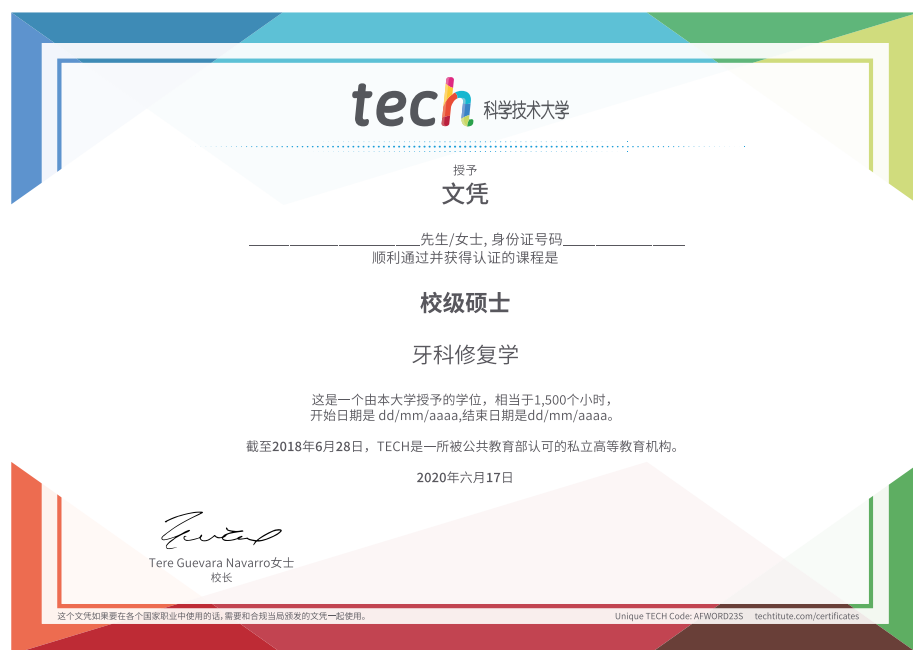 tech 科学技术大学
授予
文凭
先生/女士, 身份证号码
顺利通过并获得认证的课程是
校级硕士
牙科修复学
这是一个由本大学授予的学位，相当于1,500个小时，
开始日期是 dd/mm/aaaa,结束日期是dd/mm/aaaa。
截至2018年6月28日，TECH是一所被公共教育部认可的私立高等教育机构。
2020年六月17日
Tere Guevara Navarro女士
校长
这个文凭如果要在各个国家职业中使用的话, 需要和合规当局颁发的文凭一起使用。
Unique TECH Code: AFWORD23S techtitute.com/certificates